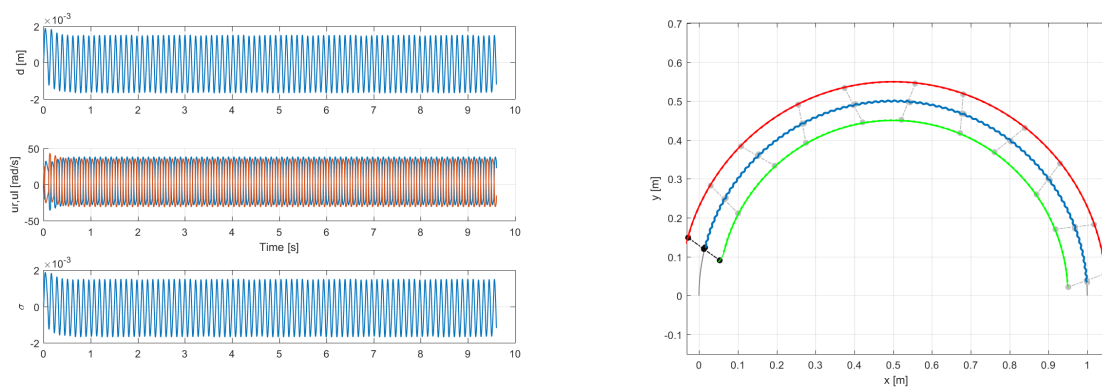 ×10⁻³
2
0
-2
d [m]
0 1 2 3 4 5 6 7 8 9 10
50
0
-50
ur,ul [rad/s]
0 1 2 3 4 5 6 7 8 9 10
Time [s]
×10⁻³
2
0
-2
σ
0 1 2 3 4 5 6 7 8 9 10
0.7
0.6
0.5
0.4
0.3
0.2
0.1
0
-0.1
y [m]
0 0.1 0.2 0.3 0.4 0.5 0.6 0.7 0.8 0.9 1
x [m]